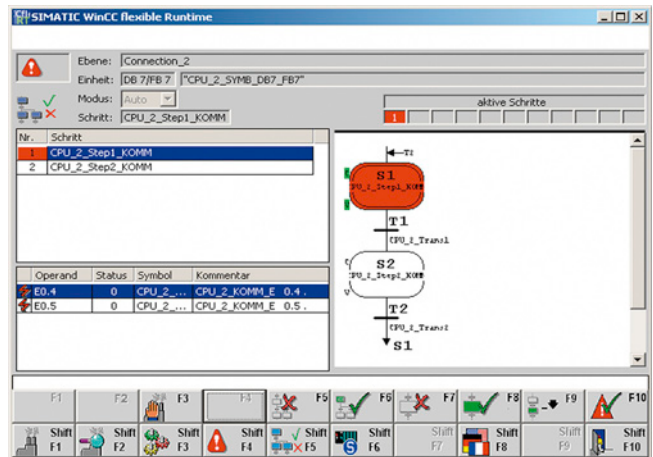 SIMATIC WinCC flexible Runtime
Ebene: Connection_2
Einheit: DB 7/FB 7 "CPU_2_SYMB_DB7_FB7"
Modus: Auto
aktive Schritte
Schritt: CPU_2_Step1_KOMM
1
Nr. Schritt
1 CPU_2_Step1_KOMM
2 CPU_2_Step2_KOMM
T2
S1
CPU_2_Step1_KOMM
T1
CPU_2_Trans1
S2
CPU_2_Step2_KOMM
T2
CPU_2_Trans2
S1
Operand Status Symbol Kommentar
E0.4 0 CPU_2_... CPU_2_KOMM_E 0.4 .
E0.5 0 CPU_2_... CPU_2_KOMM_E 0.5 .
F1 F2 F3 F4 F5 F6 F7 F8 F9 F10
Shift F1 Shift F2 Shift F3 Shift F4 Shift F5 Shift F6 Shift F7 Shift F8 Shift F9 Shift F10